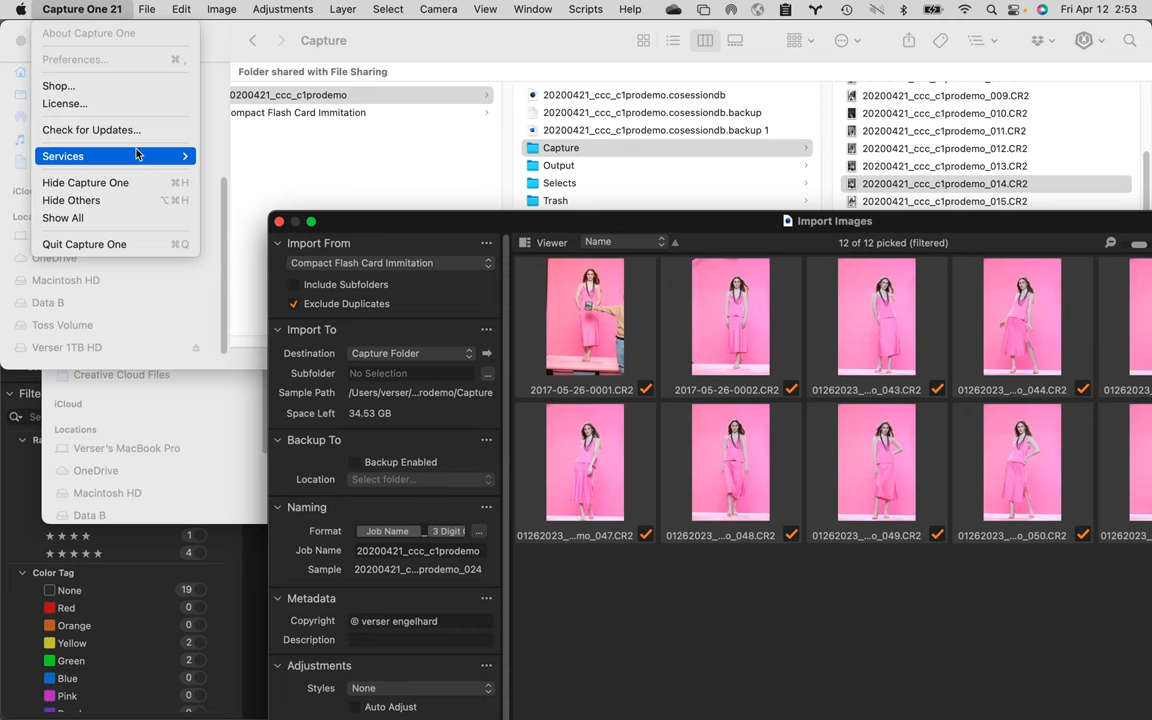 Capture One 21 File Edit Image Adjustments Layer Select Camera View Window Scripts Help Fri Apr 12 2:53
About Capture One
Preferences... ⌘ ,
Shop...
License...
Check for Updates...
Services
Hide Capture One ⌘H
Hide Others ⌥⌘H
Show All
Quit Capture One ⌘Q
Capture
Folder shared with File Sharing
0200421_ccc_c1prodemo
ompact Flash Card Immitation
20200421_ccc_c1prodemo.cosessiondb
20200421_ccc_c1prodemo.cosessiondb.backup
20200421_ccc_c1prodemo.cosessiondb.backup 1
Capture
Output
Selects
Trash
20200421_ccc_c1prodemo_009.CR2
20200421_ccc_c1prodemo_010.CR2
20200421_ccc_c1prodemo_011.CR2
20200421_ccc_c1prodemo_012.CR2
20200421_ccc_c1prodemo_013.CR2
20200421_ccc_c1prodemo_014.CR2
20200421_ccc_c1prodemo_015.CR2
iClo
Loca
OneDrive
Macintosh HD
Data B
Toss Volume
Verser 1TB HD
Creative Cloud Files
iCloud
Locations
Verser's MacBook Pro
OneDrive
Macintosh HD
Data B
Filte
Se
Ra
★★★★ 1
★★★★★ 4
Color Tag
None 19
Red 0
Orange 0
Yellow 2
Green 2
Blue 0
Pink 0
Import Images
Import From
Compact Flash Card Immitation
Include Subfolders
Exclude Duplicates
Import To
Destination Capture Folder
Subfolder No Selection ...
Sample Path /Users/verser/...rodemo/Capture
Space Left 34.53 GB
Backup To
Backup Enabled
Location Select folder...
Naming
Format Job Name _ 3 Digit ...
Job Name 20200421_ccc_c1prodemo
Sample 20200421_c...prodemo_024
Metadata
Copyright © verser engelhard
Description
Adjustments
Styles None
Auto Adjust
Viewer Name 12 of 12 picked (filtered)
2017-05-26-0001.CR2 2017-05-26-0002.CR2 01262023_...o_043.CR2 01262023_...o_044.CR2 0126202
01262023_...mo_047.CR2 01262023_...o_048.CR2 01262023_...o_049.CR2 01262023_...o_050.CR2 0126202